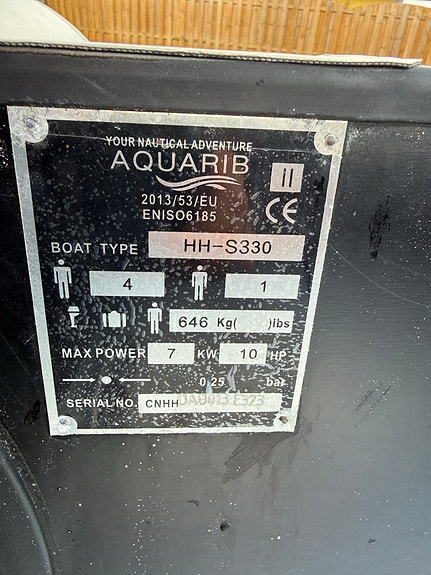 YOUR NAUTICAL ADVENTURE
AQUARIB
2013/53/EU
ENISO6185
CE
BOAT TYPE HH-S330
4 1
646 Kg( )lbs
MAX POWER 7 KW 10 HP
0.25 bar
SERIAL NO. CNHH